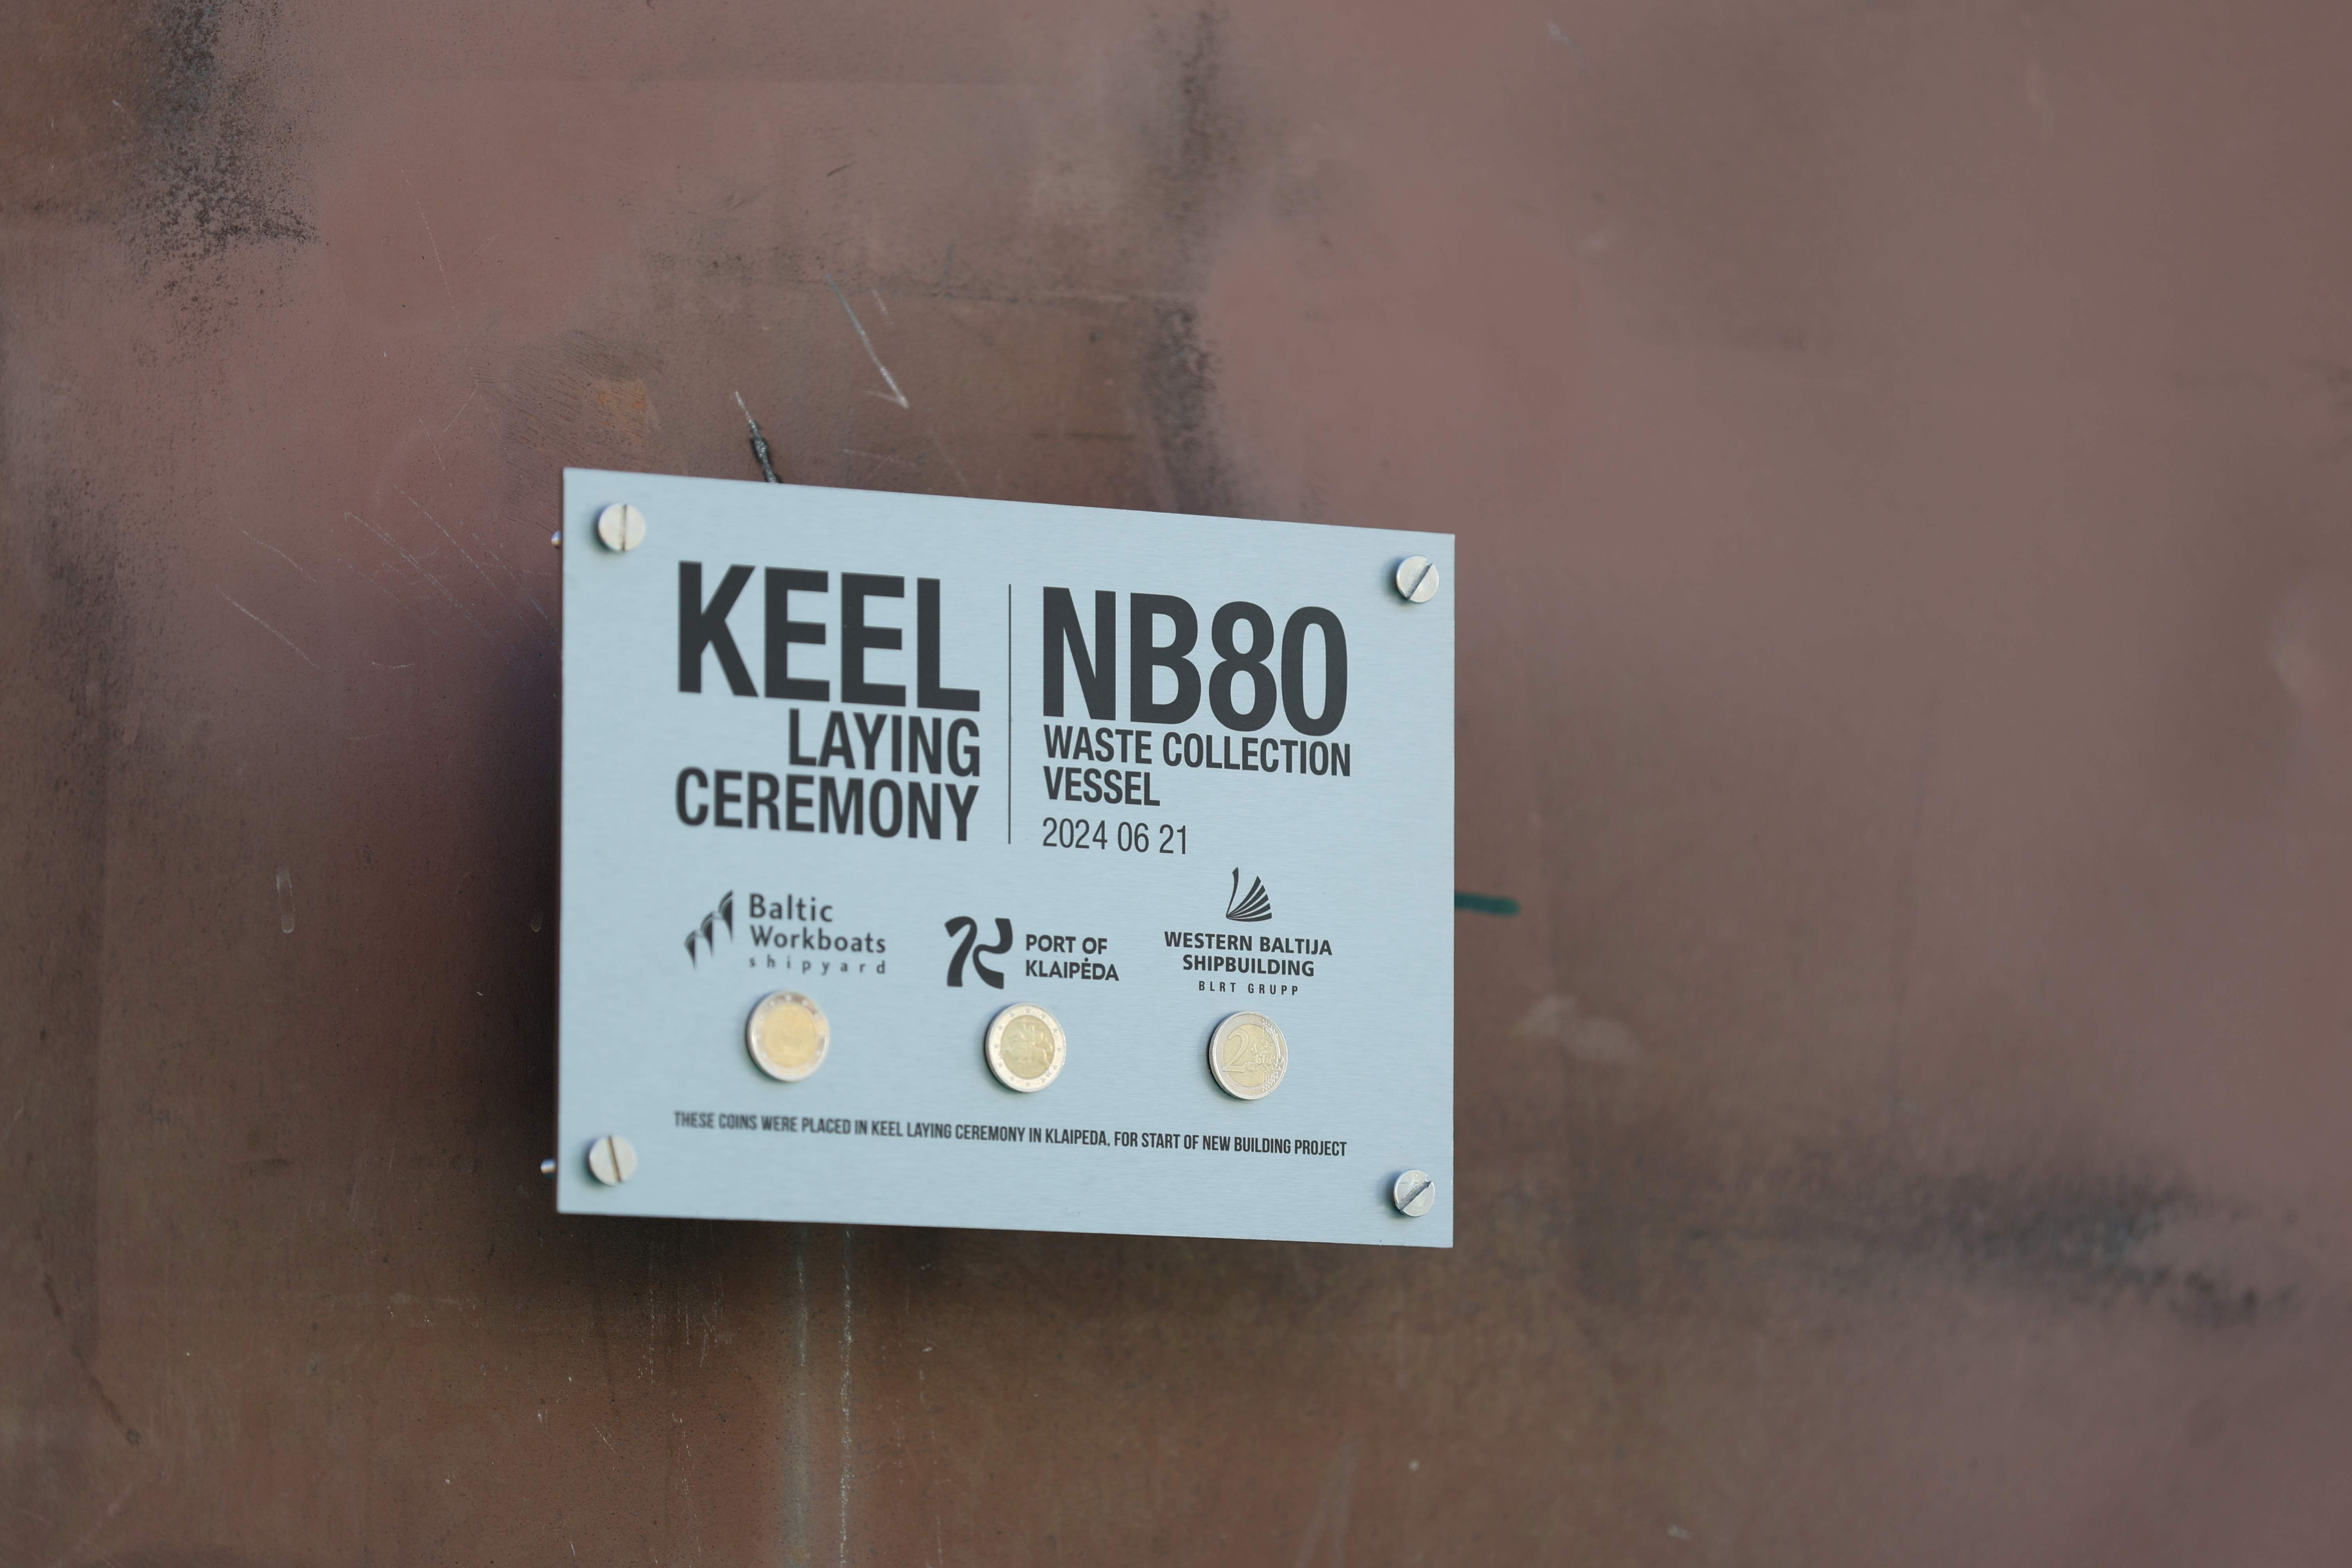 KEEL
LAYING
CEREMONY
NB80
WASTE COLLECTION
VESSEL
2024 06 21
Baltic
Workboats
shipyard
PORT OF
KLAIPĖDA
WESTERN BALTIJA
SHIPBUILDING
BLRT GRUPP
2
THESE COINS WERE PLACED IN KEEL LAYING CEREMONY IN KLAIPEDA, FOR START OF NEW BUILDING PROJECT